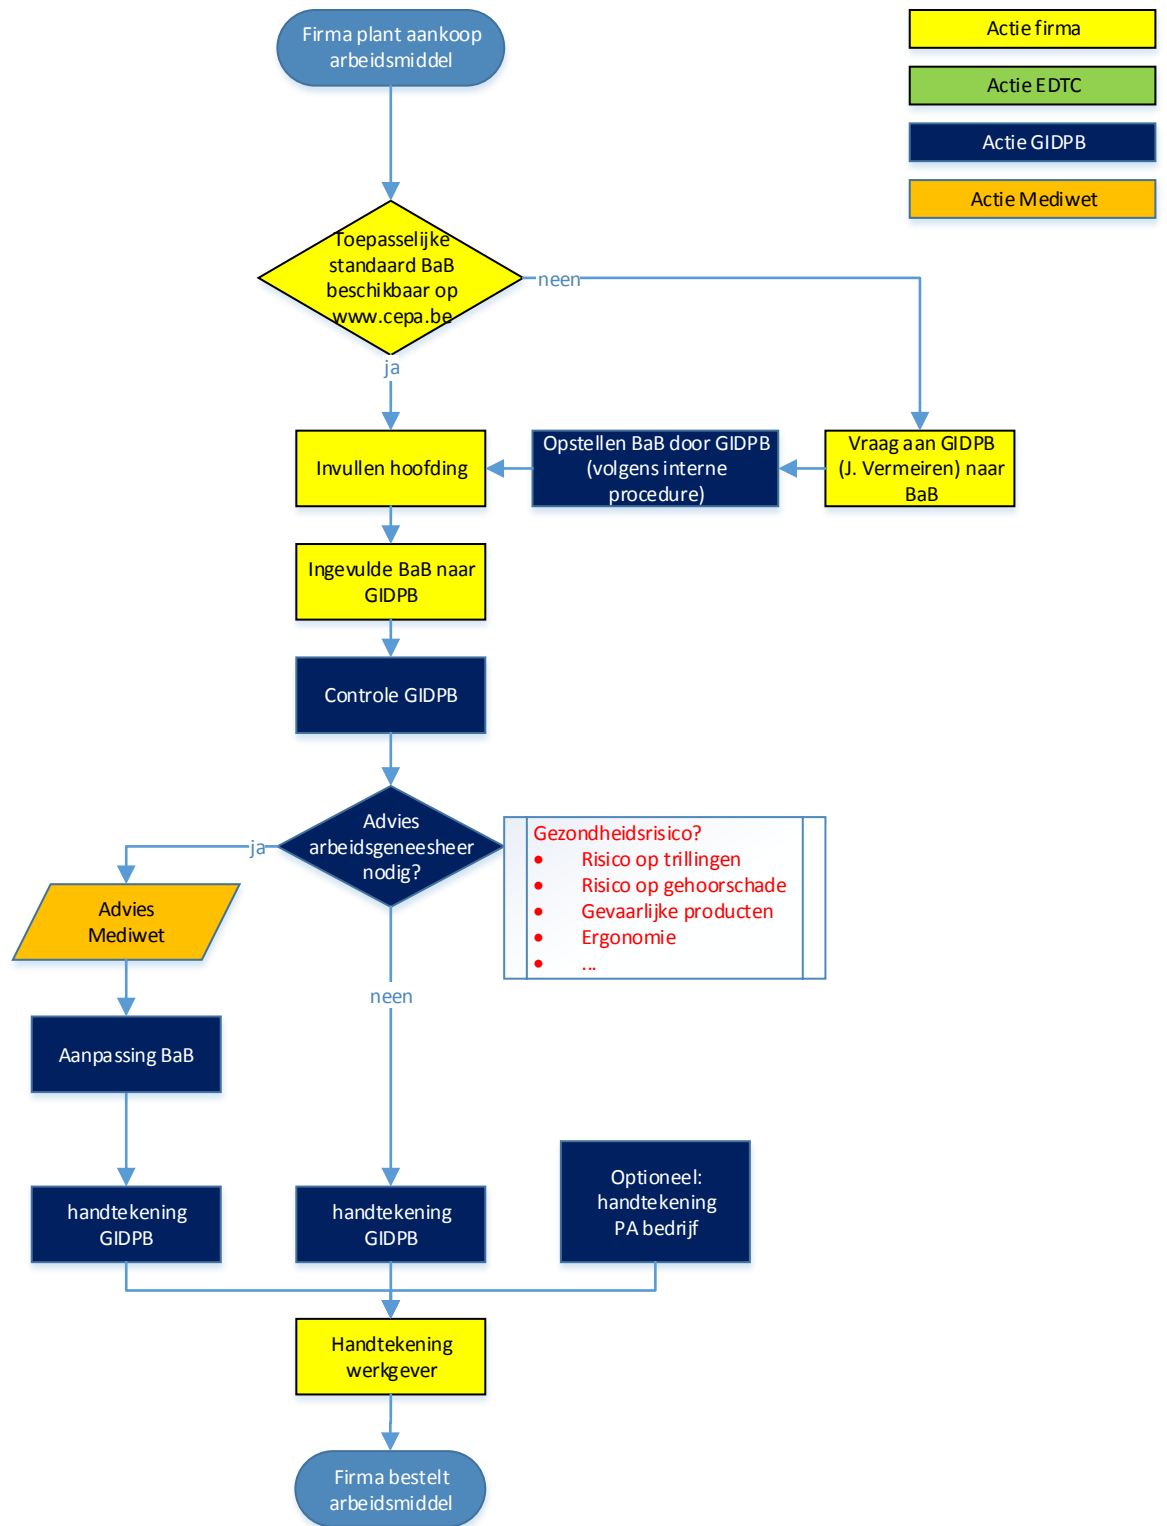 Firma plant aankoop
arbeidsmiddel
Actie firma
Actie EDTC
Actie GIDPB
Actie Mediwet
Toepasselijke
standaard BaB
beschikbaar op
www.cepa.be
neen
ja
Invullen hoofding
Opstellen BaB door GIDPB
(volgens interne
procedure)
Vraag aan GIDPB
(J. Vermeiren) naar
BaB
Ingevulde BaB naar
GIDPB
Controle GIDPB
Advies
arbeidsgeneesheer
nodig?
ja
Gezondheidsrisico?
• Risico op trillingen
• Risico op gehoorschade
• Gevaarlijke producten
• Ergonomie
• ...
Advies
Mediwet
neen
Aanpassing BaB
handtekening
GIDPB
handtekening
GIDPB
Optioneel:
handtekening
PA bedrijf
Handtekening
werkgever
Firma bestelt
arbeidsmiddel